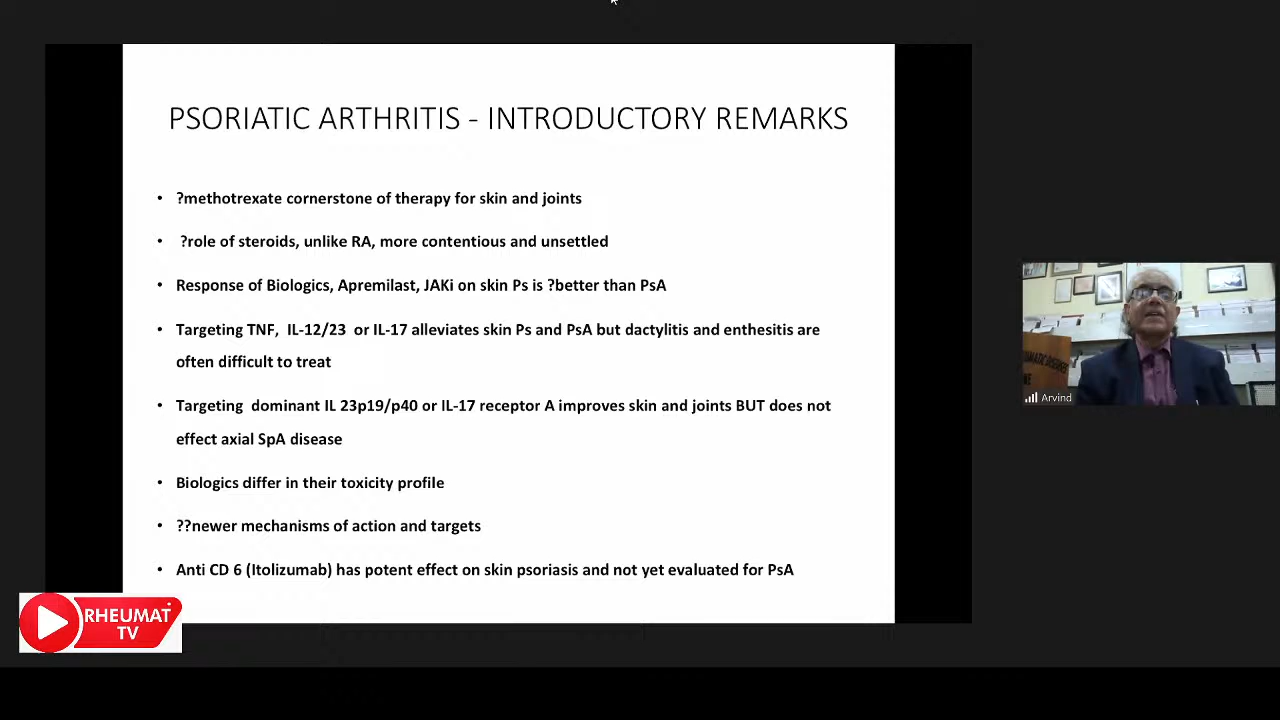 PSORIATIC ARTHRITIS - INTRODUCTORY REMARKS
• ?methotrexate cornerstone of therapy for skin and joints
• ?role of steroids, unlike RA, more contentious and unsettled
• Response of Biologics, Apremilast, JAKi on skin Ps is ?better than PsA
• Targeting TNF, IL-12/23 or IL-17 alleviates skin Ps and PsA but dactylitis and enthesitis are
often difficult to treat
• Targeting dominant IL 23p19/p40 or IL-17 receptor A improves skin and joints BUT does not
effect axial SpA disease
• Biologics differ in their toxicity profile
• ??newer mechanisms of action and targets
• Anti CD 6 (Itolizumab) has potent effect on skin psoriasis and not yet evaluated for PsA
RHEUMAT
TV
Arvind